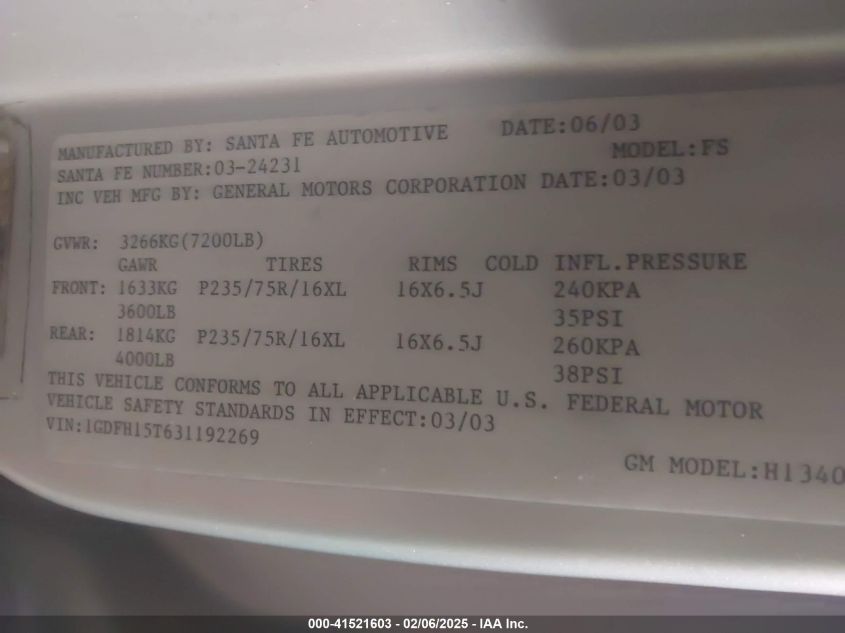 MANUFACTURED BY: SANTA FE AUTOMOTIVE DATE:06/03
SANTA FE NUMBER:03-24231 MODEL:FS
INC VEH MFG BY: GENERAL MOTORS CORPORATION DATE:03/03
GVWR: 3266KG(7200LB)
GAWR TIRES RIMS COLD INFL.PRESSURE
FRONT: 1633KG P235/75R/16XL 16X6.5J 240KPA
3600LB 35PSI
REAR: 1814KG P235/75R/16XL 16X6.5J 260KPA
4000LB 38PSI
THIS VEHICLE CONFORMS TO ALL APPLICABLE U.S. FEDERAL MOTOR
VEHICLE SAFETY STANDARDS IN EFFECT:03/03
VIN:1GDFH15T631192269
GM MODEL:H1340
000-41521603 - 02/06/2025 - IAA Inc.